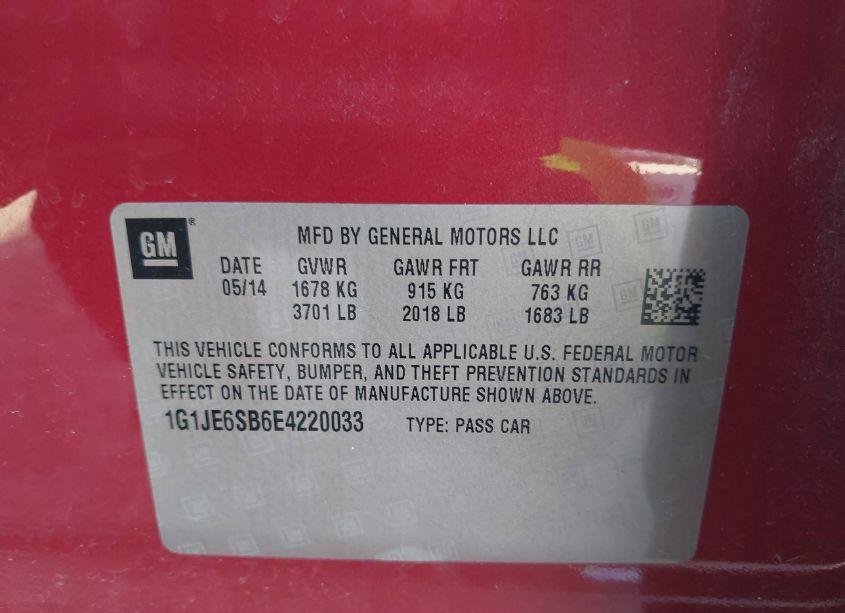 GM ®
MFD BY GENERAL MOTORS LLC
DATE GVWR GAWR FRT GAWR RR
05/14 1678 KG 915 KG 763 KG
3701 LB 2018 LB 1683 LB
THIS VEHICLE CONFORMS TO ALL APPLICABLE U.S. FEDERAL MOTOR
VEHICLE SAFETY, BUMPER, AND THEFT PREVENTION STANDARDS IN
EFFECT ON THE DATE OF MANUFACTURE SHOWN ABOVE.
1G1JE6SB6E4220033 TYPE: PASS CAR